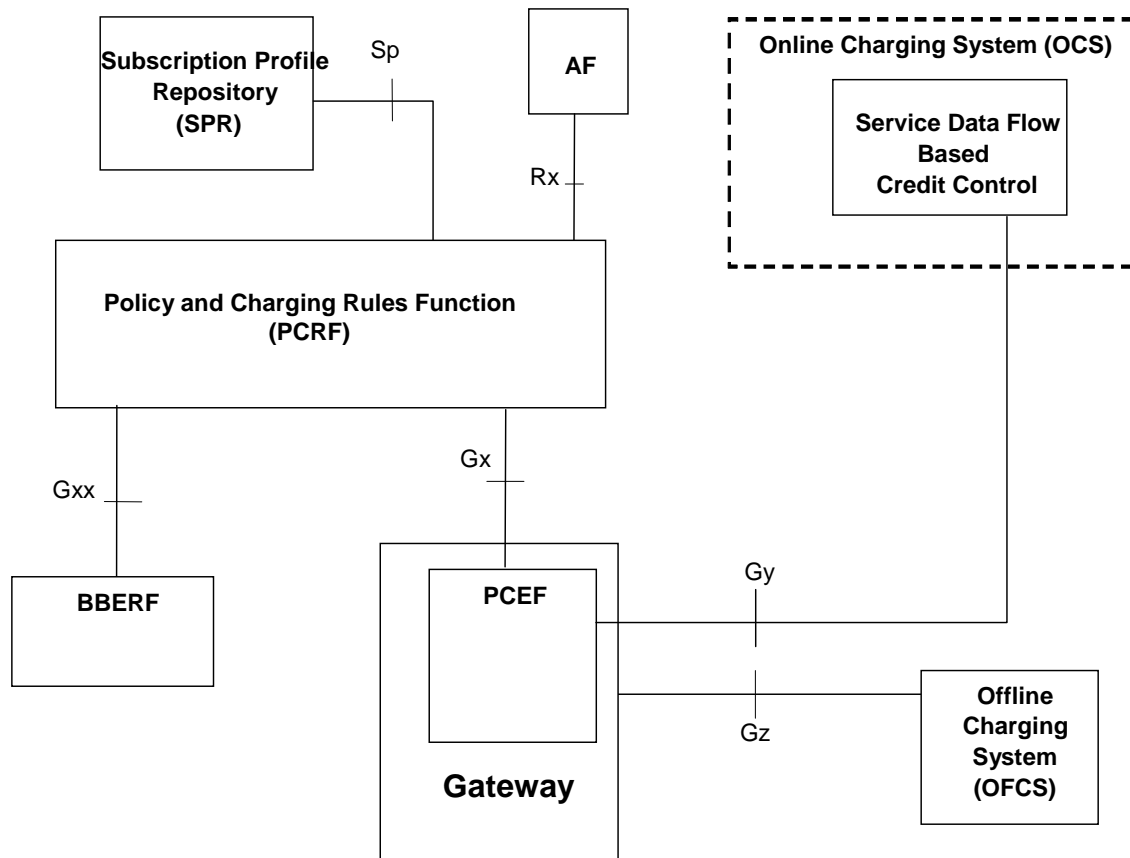 Subscription Profile
Repository
(SPR)
Sp
AF
Online Charging System (OCS)
Service Data Flow
Based
Credit Control
Rx
Policy and Charging Rules Function
(PCRF)
Gxx
Gx
BBERF
PCEF
Gy
Gz
Offline
Charging
System
(OFCS)
Gateway